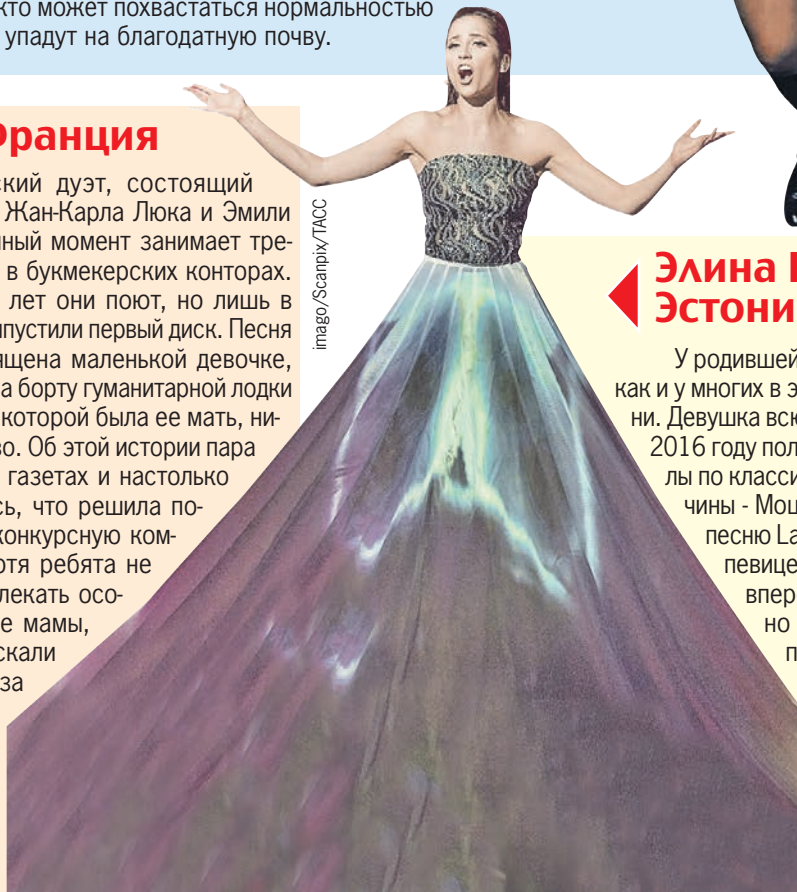 кто может похвастаться нормальностью
упадут на благодатную почву.
Франция
ский дуэт, состоящий
Жан-Карла Люка и Эмили
ный момент занимает тре-
в букмекерских конторах.
лет они поют, но лишь в
пустили первый диск. Песня
ящена маленькой девочке,
а борту гуманитарной лодки
которой была ее мать, ни-
во. Об этой истории пара
газетах и настолько
сь, что решила по-
конкурсную ком-
отя ребята не
лекать осо-
е мамы,
скали
за
imago/Scanpix/ТАСС
Элина
Эстони
У родившей
как и у многих в э
ни. Девушка вск
2016 году пол
лы по класси
чины - Моц
песню La
певице
впер
но
п